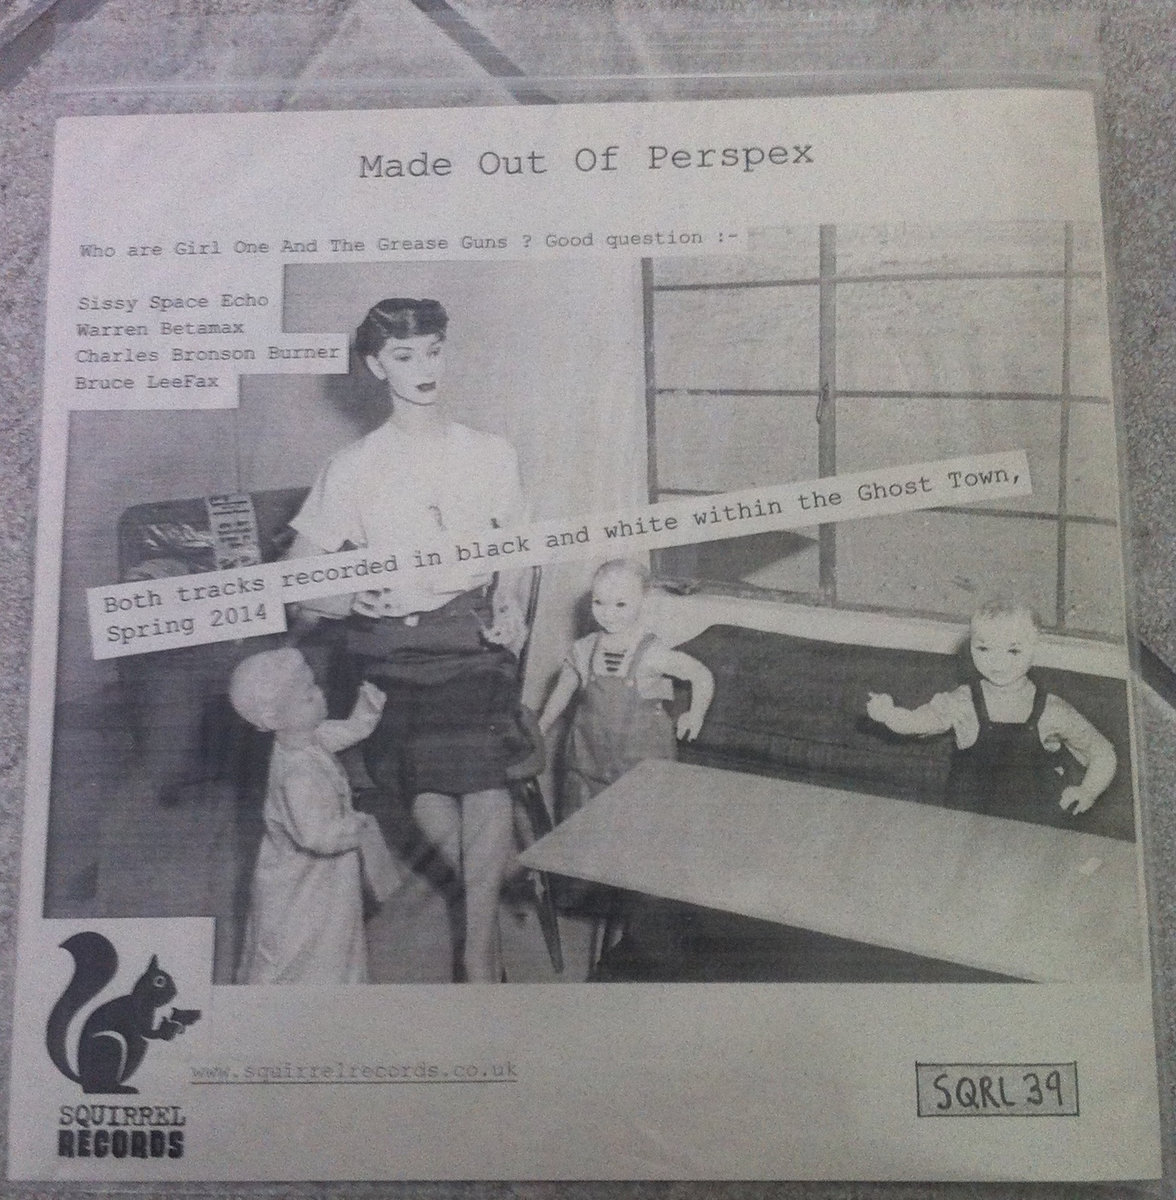 Made Out Of Perspex
Who are Girl One And The Grease Guns ? Good question :-
Sissy Space Echo
Warren Betamax
Charles Bronson Burner
Bruce LeeFax
Both tracks recorded in black and white within the Ghost Town,
Spring 2014
www.squirrelrecords.co.uk
SQUIRREL
RECORDS
SQRL 39